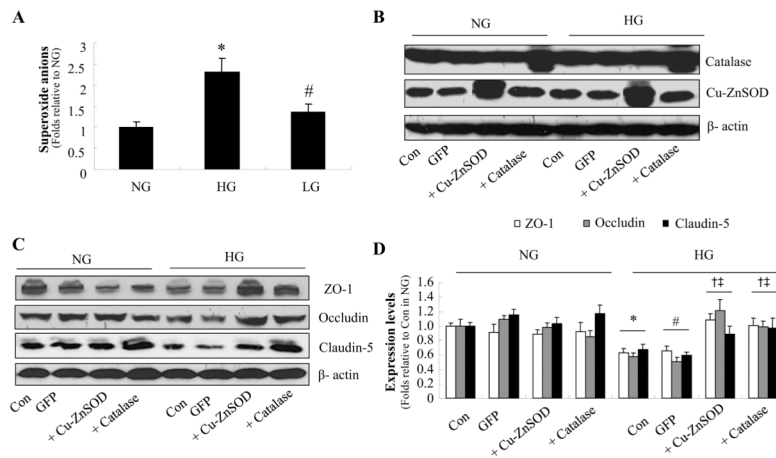 A
Superoxide anions
(Folds relative to NG)
3
2.5
2
1.5
1
0.5
0
*
#
NG HG LG
B
NG HG
Catalase
Cu-ZnSOD
β- actin
Con GFP + Cu-ZnSOD + Catalase Con GFP + Cu-ZnSOD + Catalase
C
NG HG
ZO-1
Occludin
Claudin-5
β- actin
Con GFP + Cu-ZnSOD + Catalase Con GFP + Cu-ZnSOD + Catalase
ZO-1 Occludin Claudin-5
D
NG HG
Expression levels
(Folds relative to Con in NG)
1.6
1.4
1.2
1.0
0.8
0.6
0.4
0.2
0
* # †‡ †‡
Con GFP + Cu-ZnSOD + Catalase Con GFP + Cu-ZnSOD + Catalase